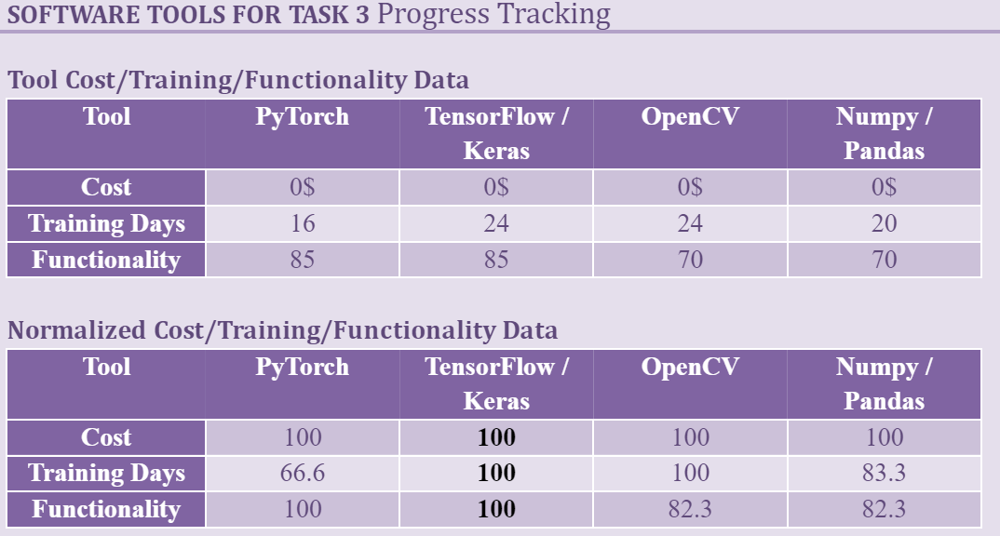 SOFTWARE TOOLS FOR TASK 3 Progress Tracking
Tool Cost/Training/Functionality Data
Tool PyTorch TensorFlow / Keras OpenCV Numpy / Pandas
Cost 0$ 0$ 0$ 0$
Training Days 16 24 24 20
Functionality 85 85 70 70
Normalized Cost/Training/Functionality Data
Tool PyTorch TensorFlow / Keras OpenCV Numpy / Pandas
Cost 100 100 100 100
Training Days 66.6 100 100 83.3
Functionality 100 100 82.3 82.3